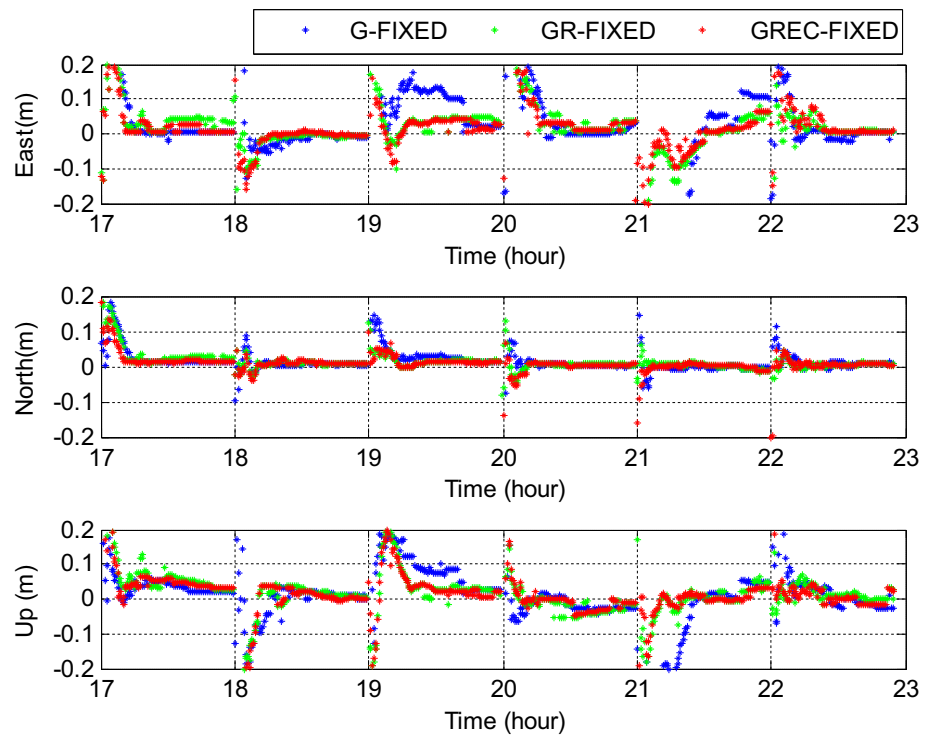 G-FIXED GR-FIXED GREC-FIXED
0.2
0.1
0
-0.1
-0.2
East(m)
17 18 19 20 21 22 23
Time (hour)
0.2
0.1
0
-0.1
-0.2
North(m)
17 18 19 20 21 22 23
Time (hour)
0.2
0.1
0
-0.1
-0.2
Up (m)
17 18 19 20 21 22 23
Time (hour)